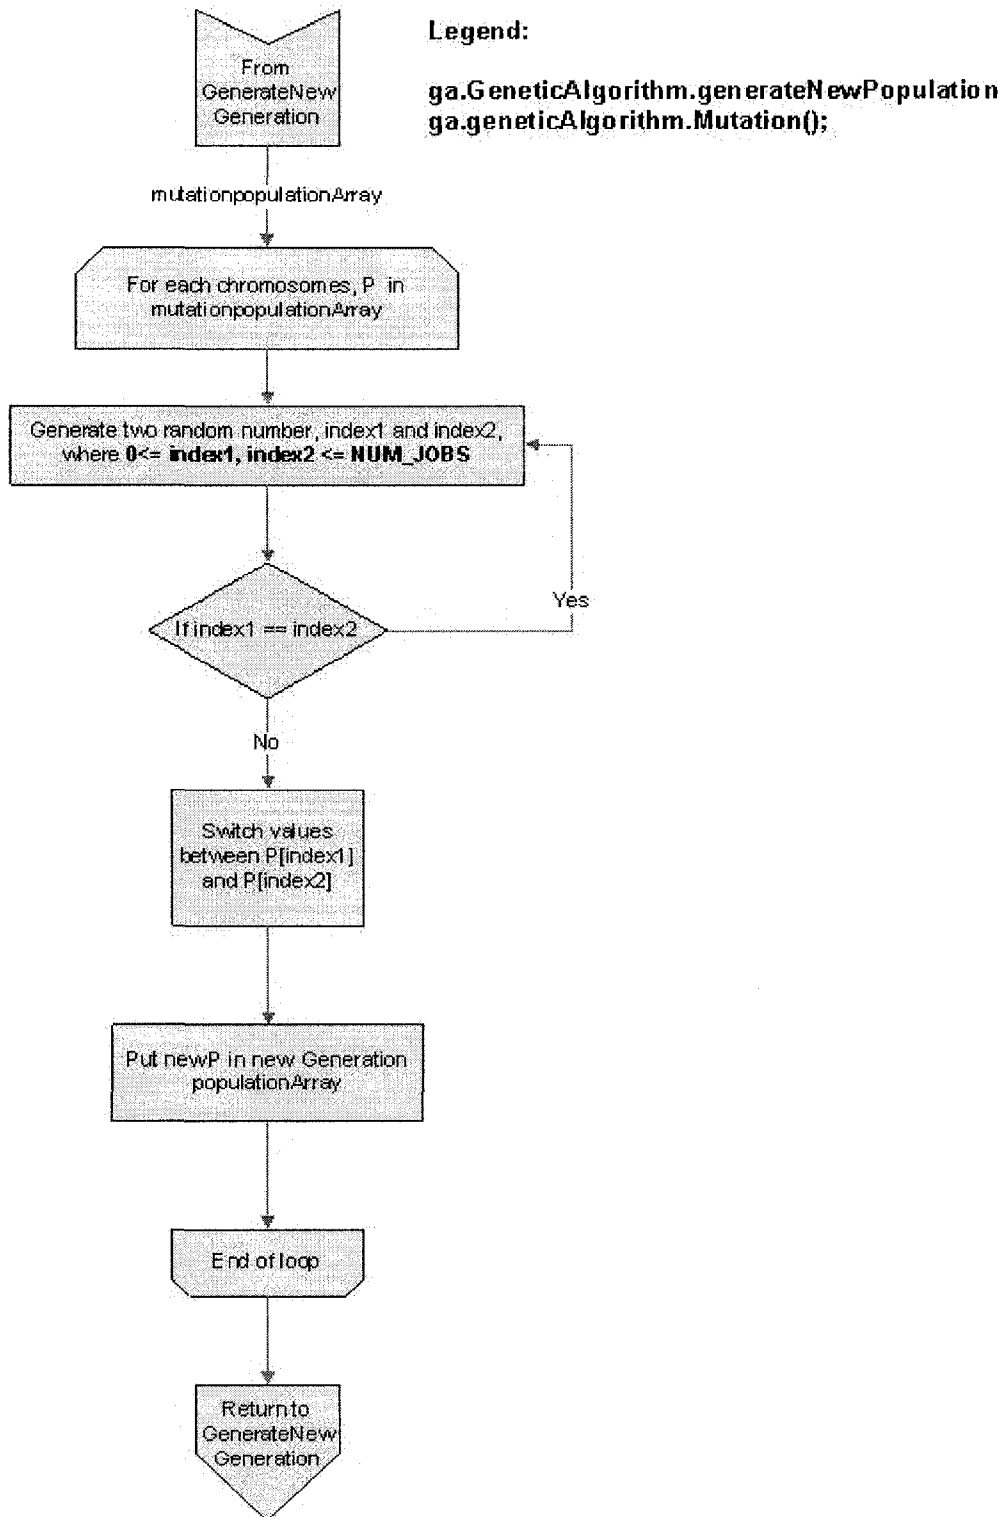 Legend:
ga.GeneticAlgorithm.generateNewPopulation
ga.geneticAlgorithm.Mutation();
From
GenerateNew
Generation
mutationpopulationArray
For each chromosomes, P in
mutationpopulationArray
Generate two random number, index1 and index2,
where 0<= index1, index2 <= NUM_JOBS
If index1 == index2
Yes
No
Switch values
between P[index1]
and P[index2]
Put newP in new Generation
populationArray
End of loop
Return to
GenerateNew
Generation